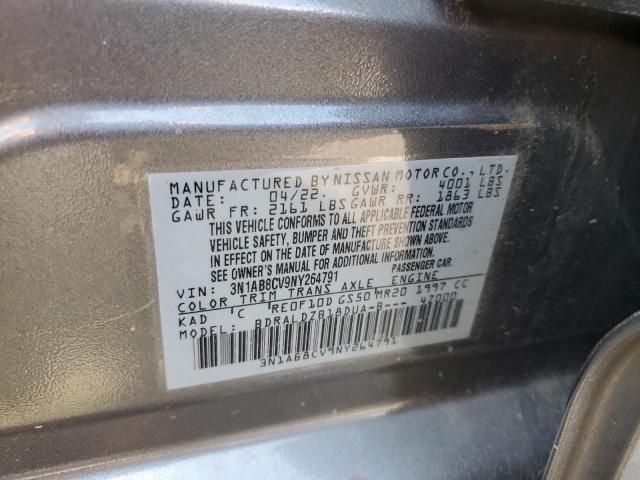 MANUFACTURED BY NISSAN MOTOR CO., LTD.
DATE: 04/22. GVWR: 4001 LBS
GAWR FR: 2161 LBS GAWR RR: 1863 LBS
THIS VEHICLE CONFORMS TO ALL APPLICABLE FEDERAL MOTOR
VEHICLE SAFETY, BUMPER AND THEFT PREVENTION STANDARDS
IN EFFECT ON THE DATE OF MANUFACTURE SHOWN ABOVE.
SEE OWNER'S MANUAL FOR ADDITIONAL INFORMATION.
VIN: 3N1AB8CV9NY264791 PASSENGER CAR.
COLOR TRIM TRANS AXLE ENGINE
KAD C RE0F10D GS50 MR20 1997 CC
MODEL: BDRALDZB18DUA-B--- 47000
3N1AB8CV9NY264791